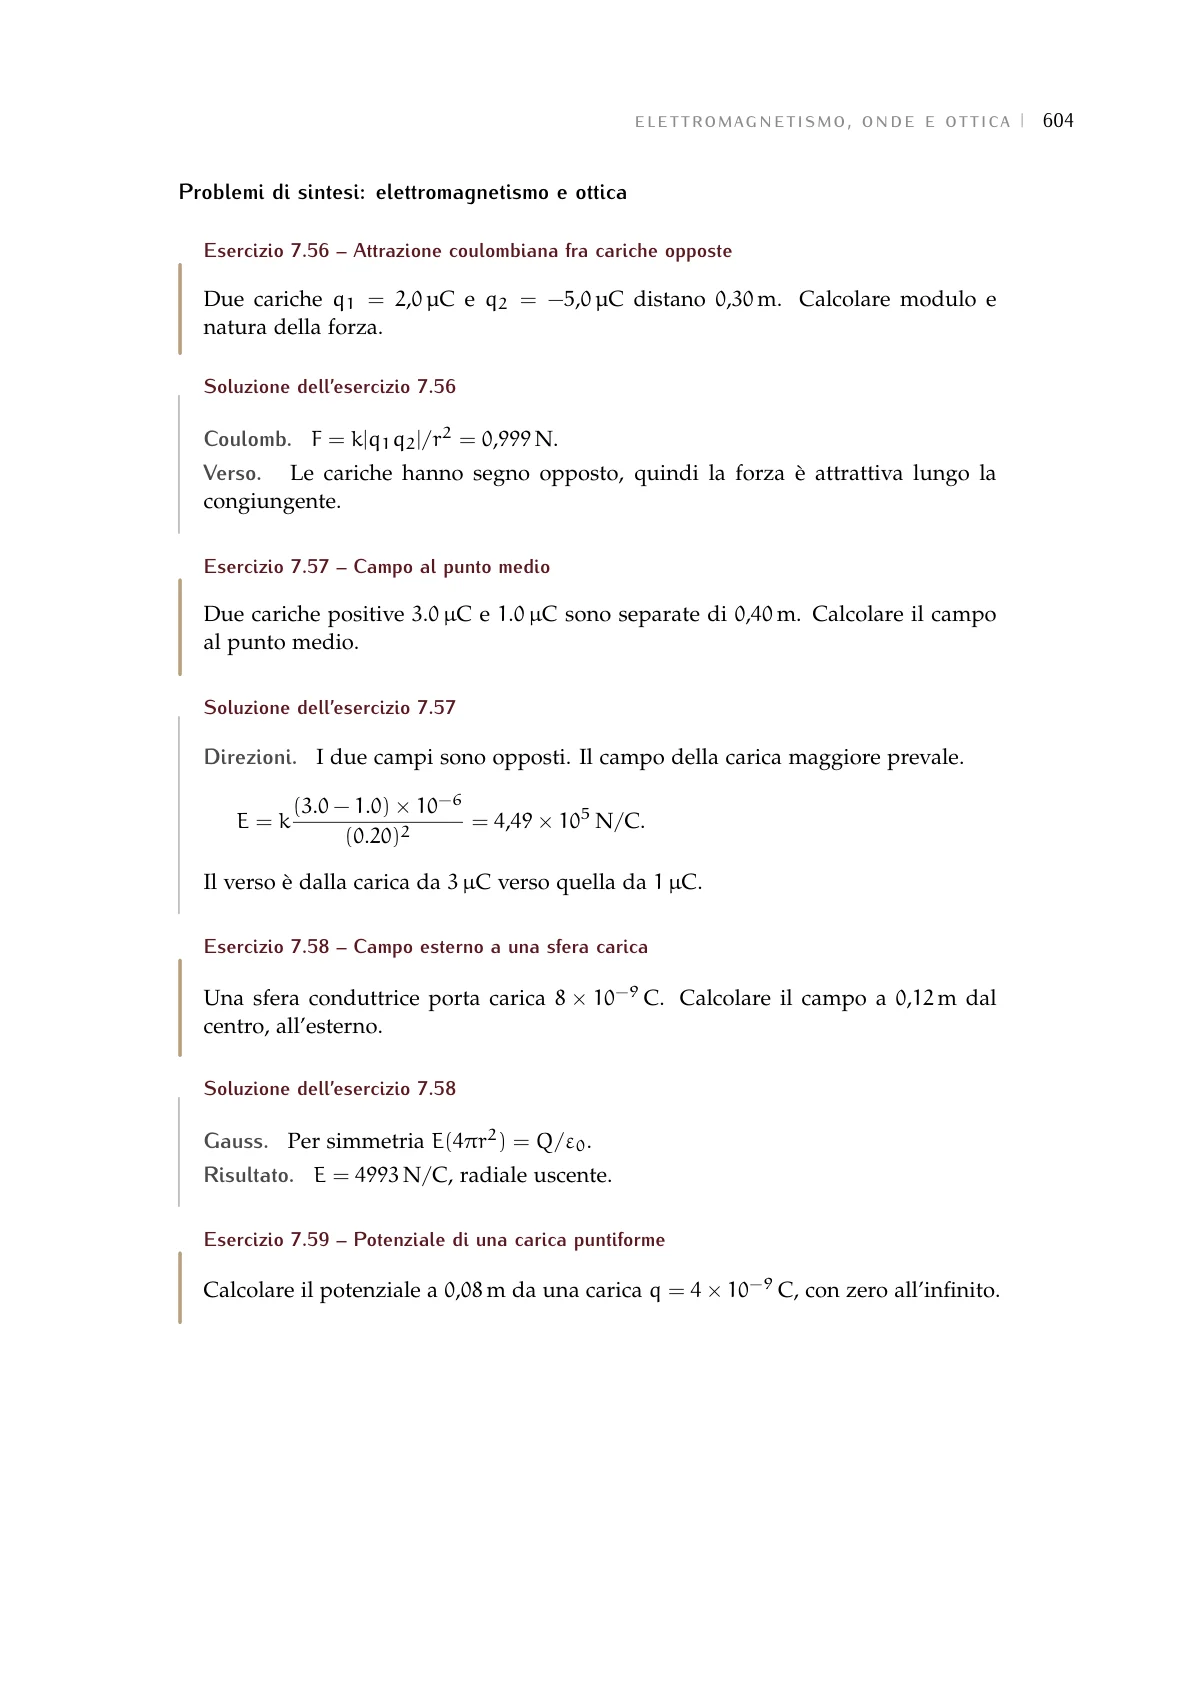 ELETTROMAGNETISMO, ONDE E OTTICA | 604
Problemi di sintesi: elettromagnetismo e ottica
Esercizio 7.56 – Attrazione coulombiana fra cariche opposte
Due cariche q₁ = 2,0 µC e q₂ = −5,0 µC distano 0,30 m. Calcolare modulo e
natura della forza.
Soluzione dell'esercizio 7.56
Coulomb. F = k|q₁q₂|/r² = 0,999 N.
Verso. Le cariche hanno segno opposto, quindi la forza è attrattiva lungo la
congiungente.
Esercizio 7.57 – Campo al punto medio
Due cariche positive 3.0 µC e 1.0 µC sono separate di 0,40 m. Calcolare il campo
al punto medio.
Soluzione dell'esercizio 7.57
Direzioni. I due campi sono opposti. Il campo della carica maggiore prevale.
E = k (3.0 − 1.0) × 10⁻⁶ / (0.20)² = 4,49 × 10⁵ N/C.
Il verso è dalla carica da 3 µC verso quella da 1 µC.
Esercizio 7.58 – Campo esterno a una sfera carica
Una sfera conduttrice porta carica 8 × 10⁻⁹ C. Calcolare il campo a 0,12 m dal
centro, all'esterno.
Soluzione dell'esercizio 7.58
Gauss. Per simmetria E(4πr²) = Q/ε₀.
Risultato. E = 4993 N/C, radiale uscente.
Esercizio 7.59 – Potenziale di una carica puntiforme
Calcolare il potenziale a 0,08 m da una carica q = 4 × 10⁻⁹ C, con zero all'infinito.